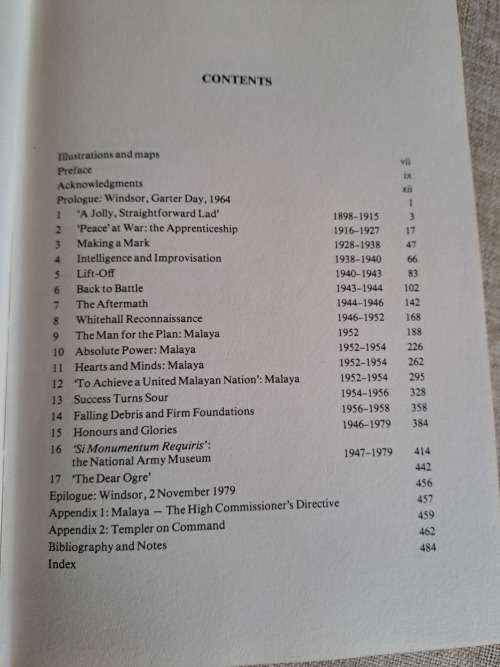 CONTENTS
Illustrations and maps vii
Preface ix
Acknowledgments xii
Prologue: Windsor, Garter Day, 1964 1
1 'A Jolly, Straightforward Lad' 1898–1915 3
2 'Peace' at War: the Apprenticeship 1916–1927 17
3 Making a Mark 1928–1938 47
4 Intelligence and Improvisation 1938–1940 66
5 Lift-Off 1940–1943 83
6 Back to Battle 1943–1944 102
7 The Aftermath 1944–1946 142
8 Whitehall Reconnaissance 1946–1952 168
9 The Man for the Plan: Malaya 1952 188
10 Absolute Power: Malaya 1952–1954 226
11 Hearts and Minds: Malaya 1952–1954 262
12 'To Achieve a United Malayan Nation': Malaya 1952–1954 295
13 Success Turns Sour 1954–1956 328
14 Falling Debris and Firm Foundations 1956–1958 358
15 Honours and Glories 1946–1979 384
16 'Si Monumentum Requiris':
the National Army Museum 1947–1979 414
17 'The Dear Ogre' 442
Epilogue: Windsor, 2 November 1979 456
Appendix 1: Malaya — The High Commissioner's Directive 457
Appendix 2: Templer on Command 459
Bibliography and Notes 462
Index 484